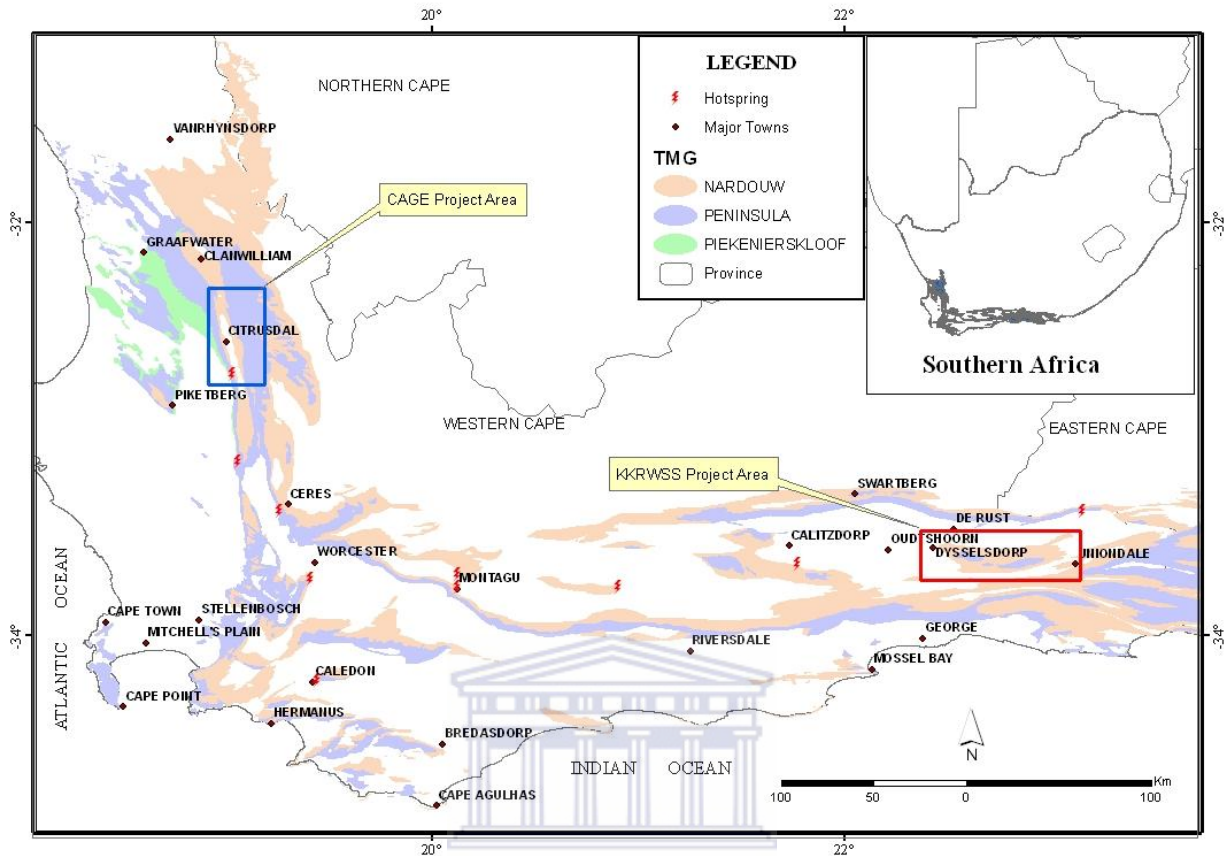 20°
22°
NORTHERN CAPE
LEGEND
Hotspring
Major Towns
TMG
NARDOUW
PENINSULA
PIEKENIERSKLOOF
Province
Southern Africa
VANRHYNSDORP
CAGE Project Area
-32°
-32°
GRAAFWATER
CLANWILLIAM
CITRUSDAL
PIKETBERG
WESTERN CAPE
EASTERN CAPE
KKRWSS Project Area
SWARTBERG
CERES
DE RUST
CALITZDORP
OUDTSHOORN
DYSSELSDORP
UNIONDALE
WORCESTER
MONTAGU
ATLANTIC OCEAN
CAPE TOWN
STELLENBOSCH
MITCHELL'S PLAIN
GEORGE
-34°
-34°
RIVERSDALE
MOSSEL BAY
CALEDON
CAPE POINT
HERMANUS
BREDASDORP
INDIAN OCEAN
N
CAPE AGULHAS
Km
100 50 0 100
20°
22°